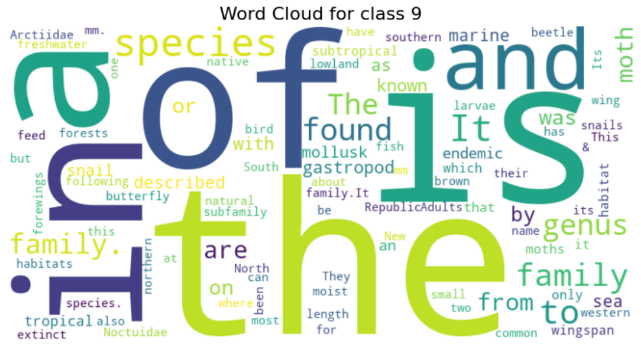 Word Cloud for class 9
Arctiidae mm. species have southern marine beetle Its moth
freshwater one native subtropical lowland as and
a of is known
or The larvae It was wing
feed forests found has snails This &
but bird with mollusk fish endemic which their
in snail South gastropod mm brown habitat
following described about
forewings butterfly family.It RepublicAdults that by its genus
natural subfamily be name
this the an New moths it
family. are
habitats northern at North They family
on can moist small only
species. where been two from to sea
tropical also length western
extinct Noctuidae most for common wingspan